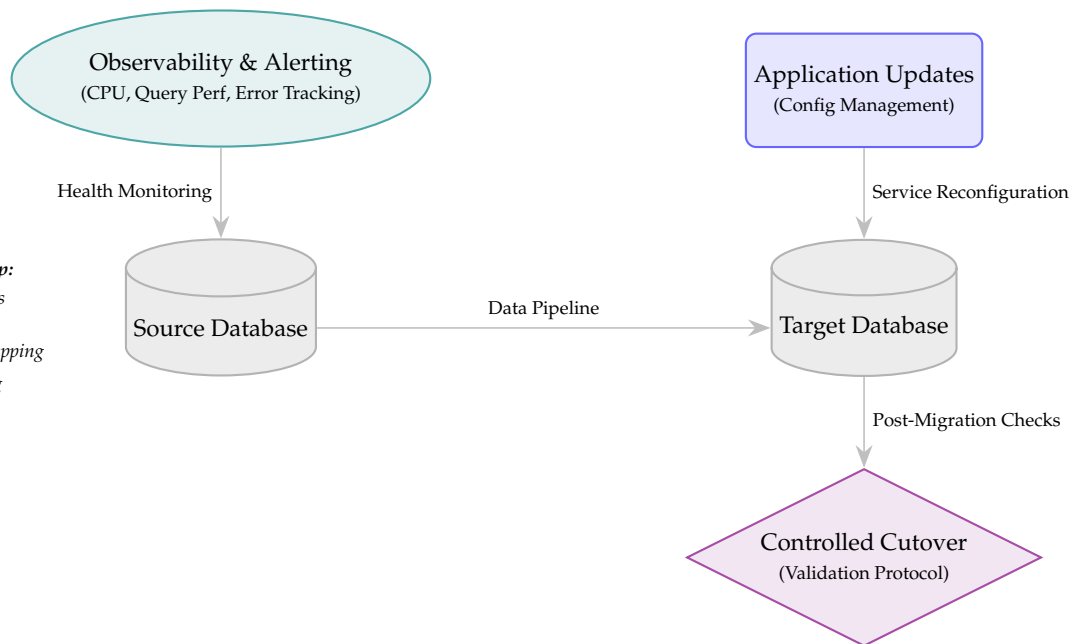 Observability & Alerting
(CPU, Query Perf, Error Tracking)
Application Updates
(Config Management)
Health Monitoring
Service Reconfiguration
Source Database
Data Pipeline
Target Database
Post-Migration Checks
Controlled Cutover
(Validation Protocol)